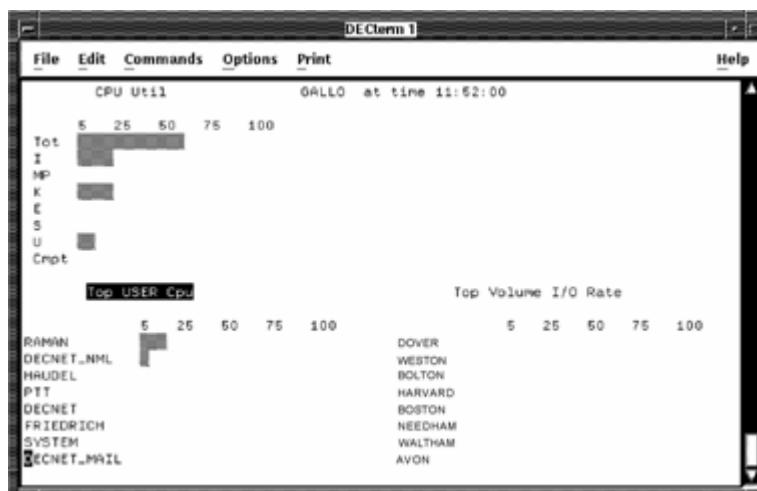 DECterm 1
File Edit Commands Options Print Help
CPU Util GALLO at time 11:52:00
5 25 50 75 100
Tot
I
MP
K
E
S
U
Cmpt
Top USER Cpu Top Volume I/O Rate
5 25 50 75 100 5 25 50 75 100
RAMAN DOVER
DECNET_NML WESTON
HAUDEL BOLTON
PTT HARVARD
DECNET BOSTON
FRIEDRICH NEEDHAM
SYSTEM WALTHAM
DECNET_MAIL AVON